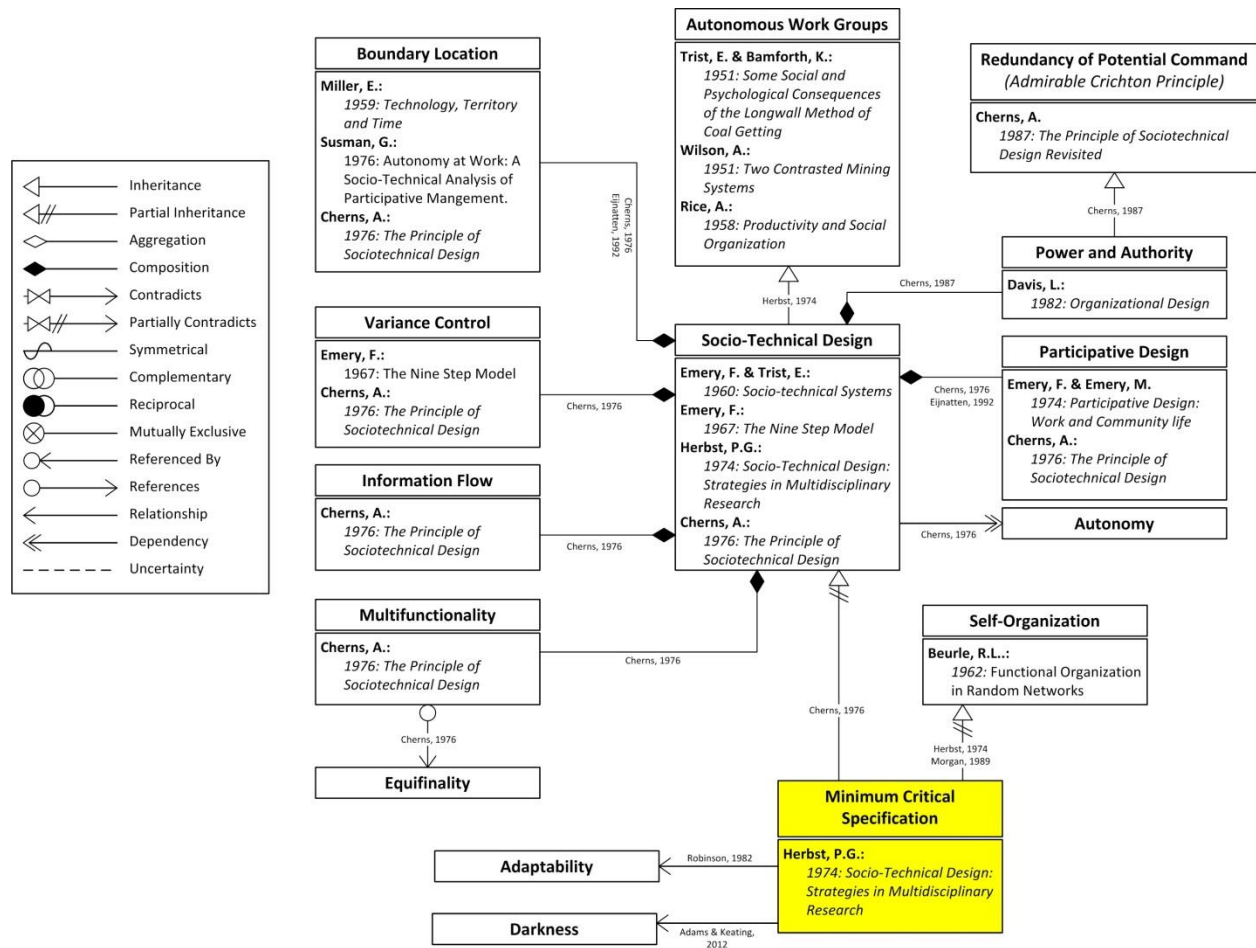 Inheritance
Partial Inheritance
Aggregation
Composition
Contradicts
Partially Contradicts
Symmetrical
Complementary
Reciprocal
Mutually Exclusive
Referenced By
References
Relationship
Dependency
Uncertainty
Boundary Location
Miller, E.:
1959: Technology, Territory
and Time
Susman, G.:
1976: Autonomy at Work: A
Socio-Technical Analysis of
Participative Mangement.
Cherns, A.:
1976: The Principle of
Sociotechnical Design
Cherns, 1976
Eijnatten, 1992
Variance Control
Emery, F.:
1967: The Nine Step Model
Cherns, A.:
1976: The Principle of
Sociotechnical Design
Cherns, 1976
Information Flow
Cherns, A.:
1976: The Principle of
Sociotechnical Design
Cherns, 1976
Multifunctionality
Cherns, A.:
1976: The Principle of
Sociotechnical Design
Cherns, 1976
Cherns, 1976
Equifinality
Autonomous Work Groups
Trist, E. & Bamforth, K.:
1951: Some Social and
Psychological Consequences
of the Longwall Method of
Coal Getting
Wilson, A.:
1951: Two Contrasted Mining
Systems
Rice, A.:
1958: Productivity and Social
Organization
Herbst, 1974
Socio-Technical Design
Emery, F. & Trist, E.:
1960: Socio-technical Systems
Emery, F.:
1967: The Nine Step Model
Herbst, P.G.:
1974: Socio-Technical Design:
Strategies in Multidisciplinary
Research
Cherns, A.:
1976: The Principle of
Sociotechnical Design
Redundancy of Potential Command
(Admirable Crichton Principle)
Cherns, A.
1987: The Principle of Sociotechnical
Design Revisited
Cherns, 1987
Power and Authority
Davis, L.:
1982: Organizational Design
Cherns, 1987
Participative Design
Emery, F. & Emery, M.
1974: Participative Design:
Work and Community life
Cherns, A.:
1976: The Principle of
Sociotechnical Design
Cherns, 1976
Eijnatten, 1992
Autonomy
Cherns, 1976
Self-Organization
Beurle, R.L..:
1962: Functional Organization
in Random Networks
Cherns, 1976
Herbst, 1974
Morgan, 1989
Minimum Critical
Specification
Herbst, P.G.:
1974: Socio-Technical Design:
Strategies in Multidisciplinary
Research
Adaptability
Robinson, 1982
Darkness
Adams & Keating,
2012